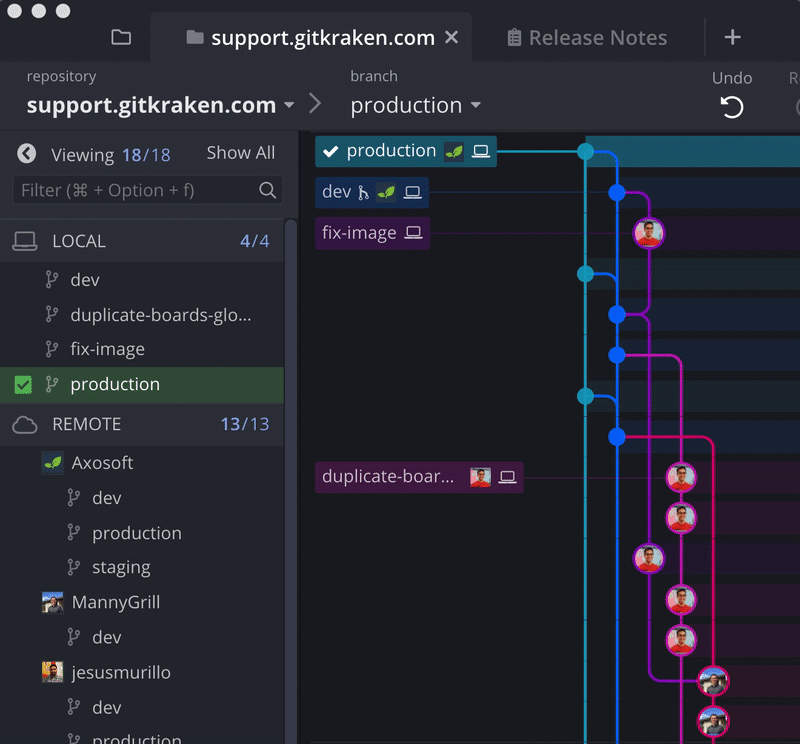 support.gitkraken.com
Release Notes
repository
support.gitkraken.com
branch
production
Undo
Viewing 18/18
Show All
Filter (⌘ + Option + f)
LOCAL 4/4
dev
duplicate-boards-glo...
fix-image
production
REMOTE 13/13
Axosoft
dev
production
staging
MannyGrill
dev
jesusmurillo
dev
production
production
dev
fix-image
duplicate-boar...